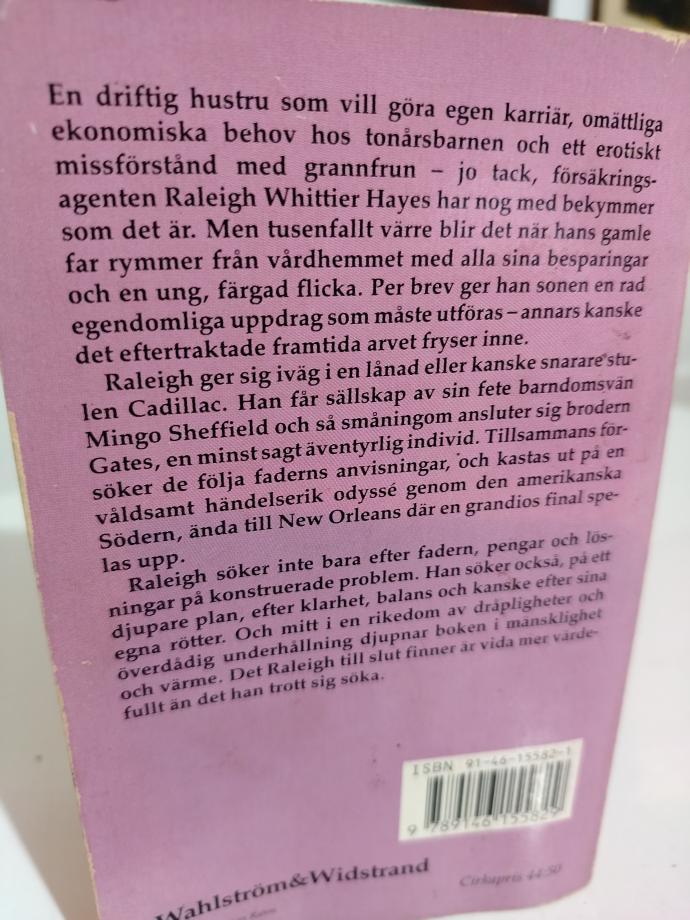 En driftig hustru som vill göra egen karriär, omättliga
ekonomiska behov hos tonårsbarnen och ett erotiskt
missförstånd med grannfrun – jo tack, försäkrings-
agenten Raleigh Whittier Hayes har nog med bekymmer
som det är. Men tusenfallt värre blir det när hans gamle
far rymmer från vårdhemmet med alla sina besparingar
och en ung, färgad flicka. Per brev ger han sonen en rad
egendomliga uppdrag som måste utföras – annars kanske
det eftertraktade framtida arvet fryser inne.
Raleigh ger sig iväg i en lånad eller kanske snarare stu-
len Cadillac. Han får sällskap av sin fete barndomsvän
Mingo Sheffield och så småningom ansluter sig brodern
Gates, en minst sagt äventyrlig individ. Tillsammans för-
söker de följa faderns anvisningar, och kastas ut på en
våldsamt händelserik odyssé genom den amerikanska
Södern, ända till New Orleans där en grandios final spe-
las upp.
Raleigh söker inte bara efter fadern, pengar och lös-
ningar på konstruerade problem. Han söker också, på ett
djupare plan, efter klarhet, balans och kanske efter sina
egna rötter. Och mitt i en rikedom av dråpligheter och
överdådig underhållning djupnar boken i mänsklighet
och värme. Det Raleigh till slut finner är vida mer värde-
fullt än det han trott sig söka.
ISBN 91-46-15582-1
9 789146 155829
Wahlström&Widstrand
Cirkapris 44:50